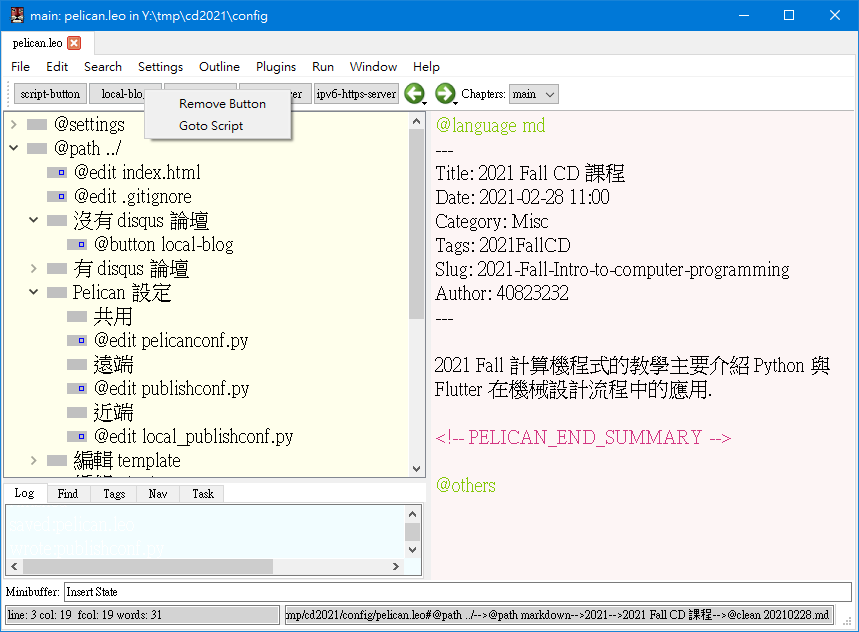 main: pelican.leo in Y:\tmp\cd2021\config
pelican.leo
File Edit Search Settings Outline Plugins Run Window Help
script-button local-blo ver ipv6-https-server Chapters: main
Remove Button
Goto Script
@settings
@path ../
@edit index.html
@edit .gitignore
沒有 disqus 論壇
@button local-blog
有 disqus 論壇
Pelican 設定
共用
@edit pelicanconf.py
遠端
@edit publishconf.py
近端
@edit local_publishconf.py
編輯 template
@language md
---
Title: 2021 Fall CD 課程
Date: 2021-02-28 11:00
Category: Misc
Tags: 2021FallCD
Slug: 2021-Fall-Intro-to-computer-programming
Author: 40823232
---
2021 Fall 計算機程式的教學主要介紹 Python 與
Flutter 在機械設計流程中的應用.
<!-- PELICAN_END_SUMMARY -->
@others
Log Find Tags Nav Task
Minibuffer: Insert State
line: 3 col: 19 fcol: 19 words: 31
mp/cd2021/config/pelican.leo#@path ../-->@path markdown-->2021-->2021 Fall CD 課程-->@clean 20210228.md